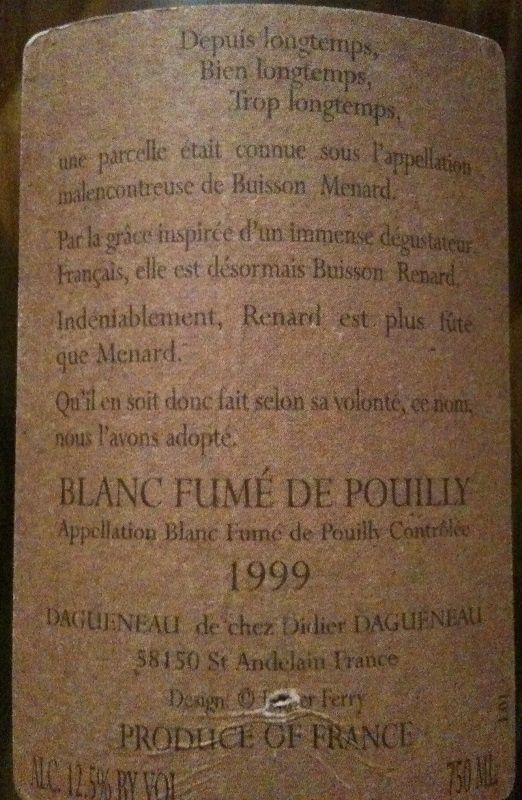 Depuis longtemps,
Bien longtemps,
Trop longtemps,
une parcelle était connue sous l'appellation
malencontreuse de Buisson Menard.
Par la grâce inspirée d'un immense dégustateur
Français, elle est désormais Buisson Renard.
Indéniablement, Renard est plus fûté
que Menard.
Qu'il en soit donc fait selon sa volonté, ce nom,
nous l'avons adopté.
BLANC FUMÉ DE POUILLY
Appellation Blanc Fumé de Pouilly Contrôlée
1999
DAGUENEAU de chez Didier DAGUENEAU
58150 St Andelain France
Design © Ferry
PRODUCE OF FRANCE
ALC. 12.5% BY VOL
750 ML